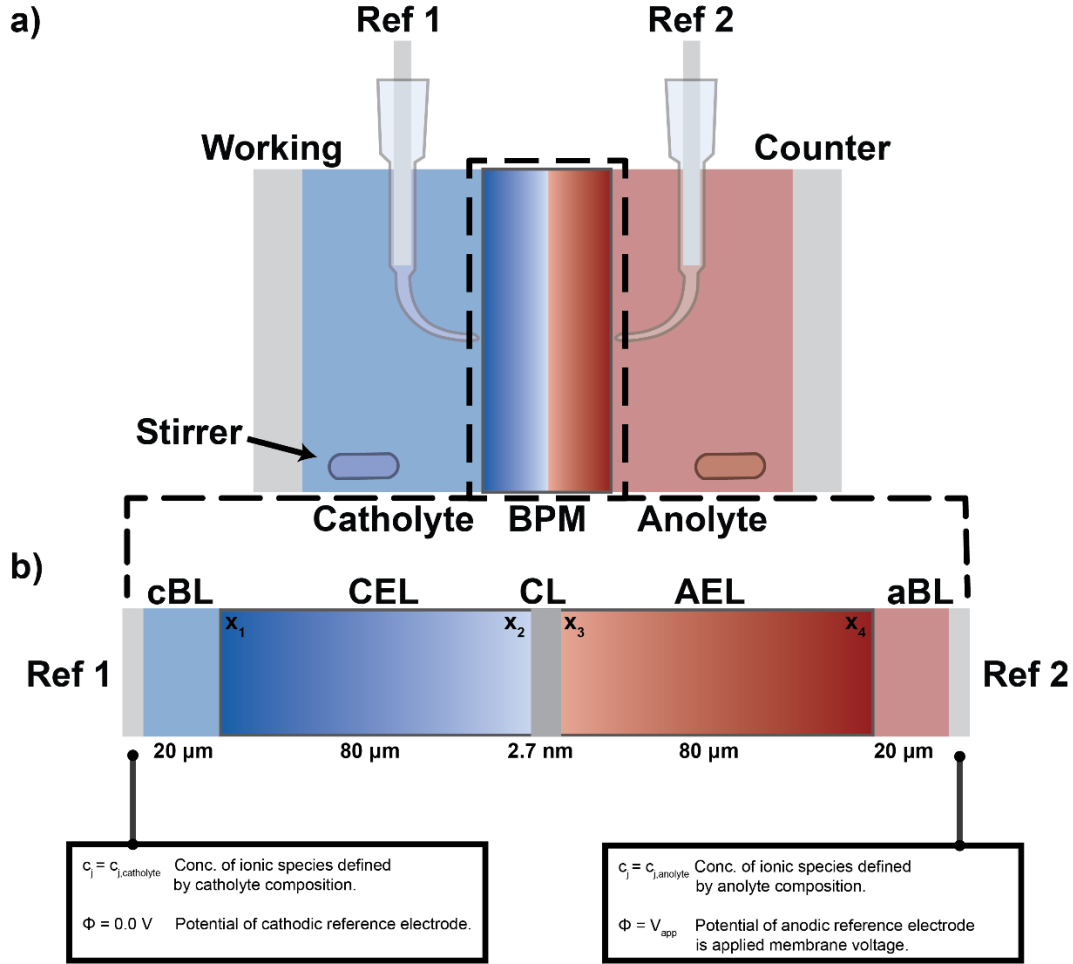 a)
Ref 1
Ref 2
Working
Counter
Stirrer
Catholyte
BPM
Anolyte
b)
cBL
CEL
CL
AEL
aBL
x₁
x₂
x₃
x₄
Ref 1
Ref 2
20 µm
80 µm
2.7 nm
80 µm
20 µm
cⱼ = cⱼ,catholyte Conc. of ionic species defined
by catholyte composition.
Φ = 0.0 V Potential of cathodic reference electrode.
cⱼ = cⱼ,anolyte Conc. of ionic species defined
by anolyte composition.
Φ = Vapp Potential of anodic reference electrode
is applied membrane voltage.